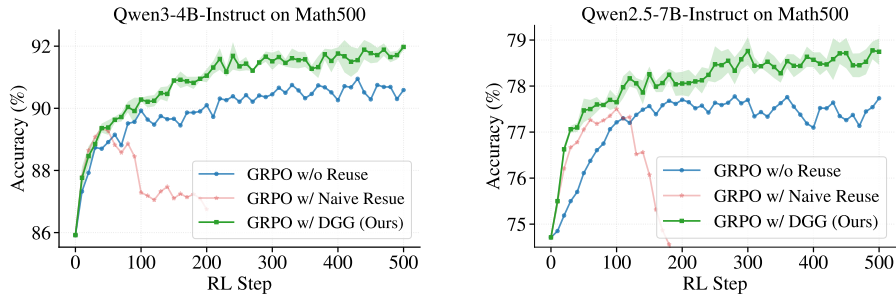 Qwen3-4B-Instruct on Math500
Accuracy (%)
92
90
88
86
0
100
200
300
400
500
RL Step
GRPO w/o Reuse
GRPO w/ Naive Resue
GRPO w/ DGG (Ours)
Qwen2.5-7B-Instruct on Math500
Accuracy (%)
79
78
77
76
75
0
100
200
300
400
500
RL Step
GRPO w/o Reuse
GRPO w/ Naive Reuse
GRPO w/ DGG (Ours)